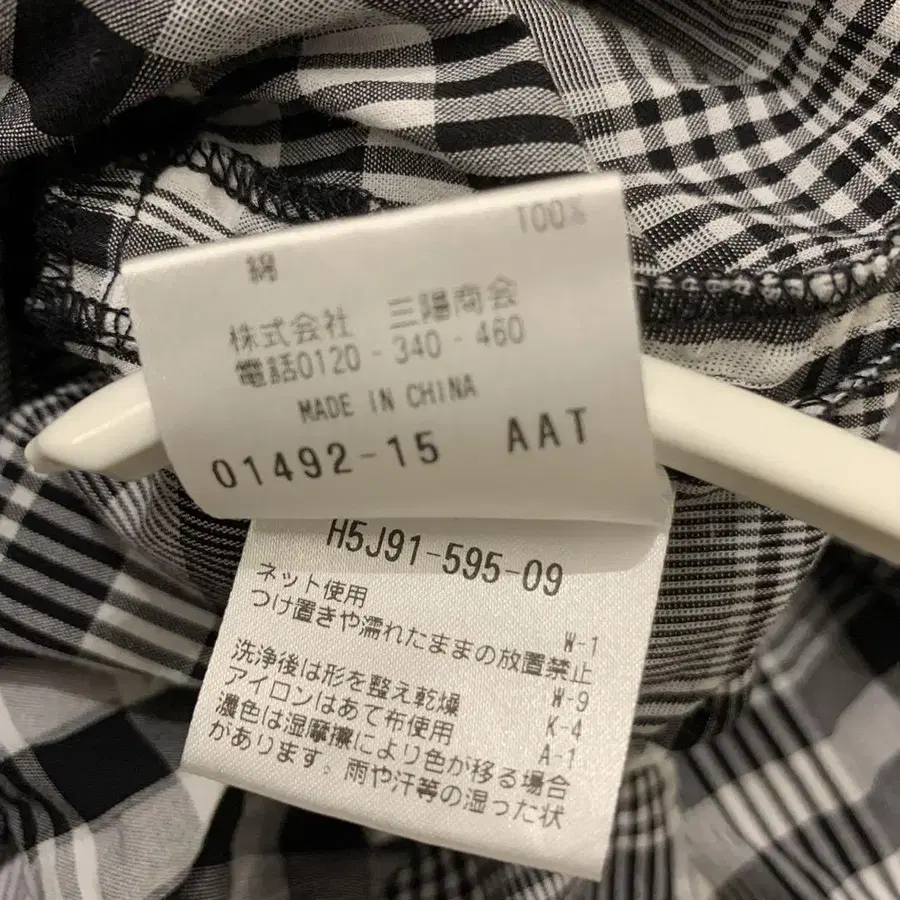 綿 100%
株式会社 三陽商会
電話0120-340-460
MADE IN CHINA
01492-15 AAT
H5J91-595-09
ネット使用 W-1
つけ置きや濡れたままの放置禁止
洗浄後は形を整え乾燥 W-9
アイロンはあて布使用 K-4
濃色は湿摩擦により色が移る場合 A-1
があります。雨や汗等の湿った状